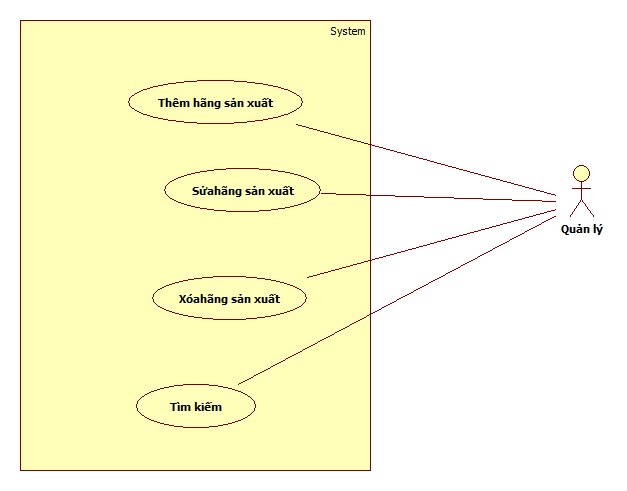 System
Thêm hãng sản xuất
Sửahãng sản xuất
Quản lý
Xóahãng sản xuất
Tìm kiếm